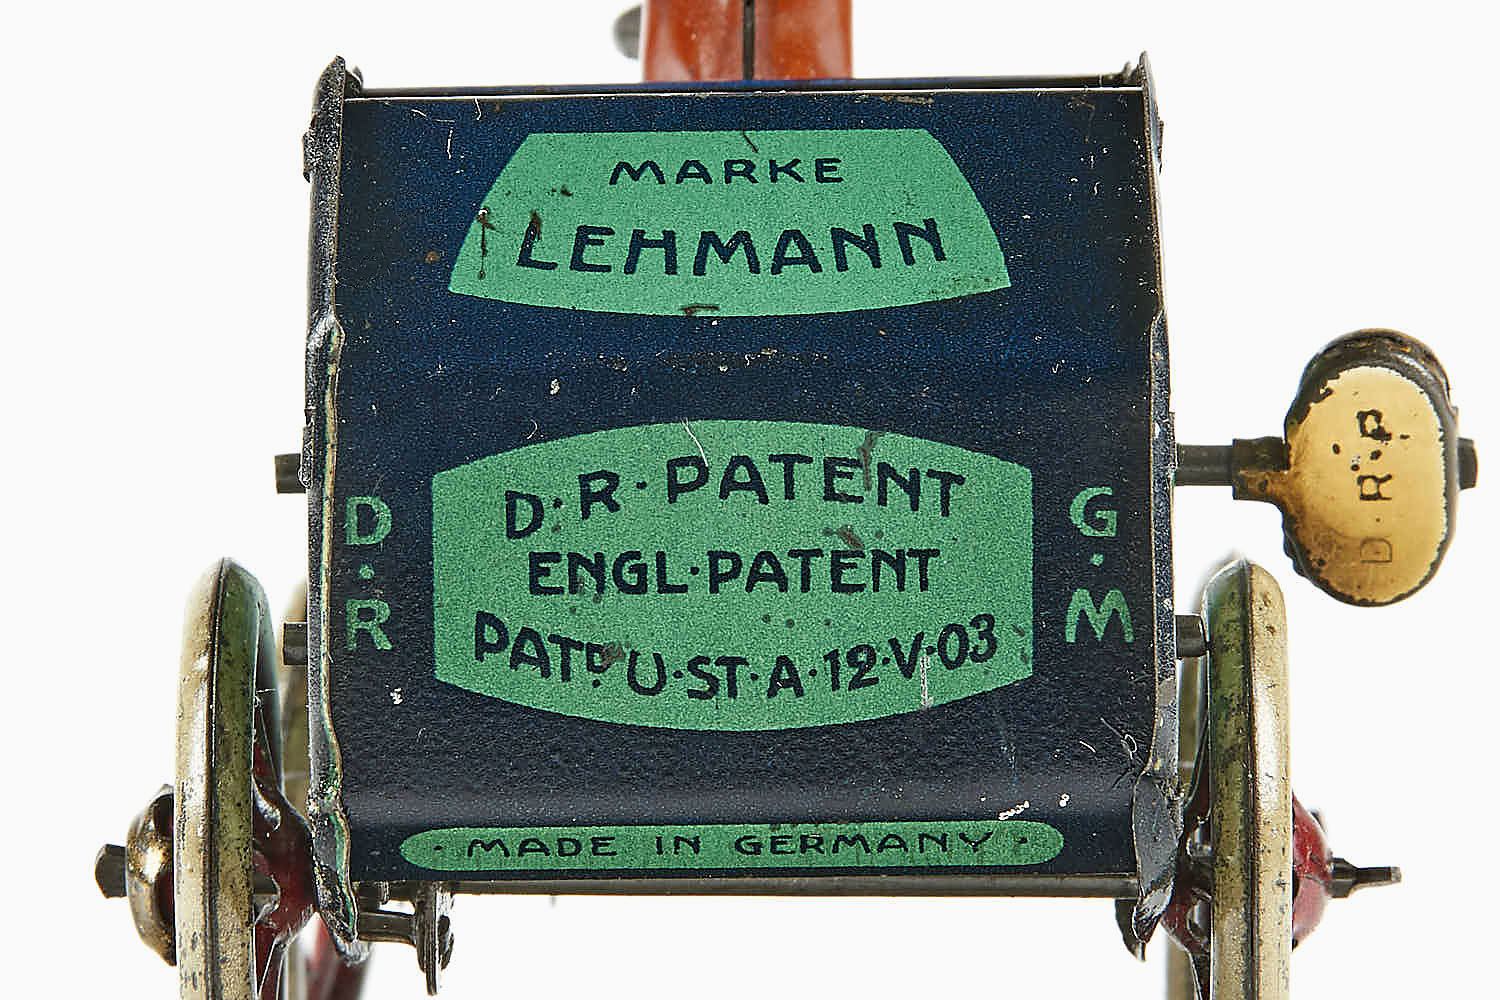 MARKE
LEHMANN
D·R·PATENT
ENGL·PATENT
PATD. U·ST·A·12·V·03
D·R
G·M
·MADE IN GERMANY·
D·R·P